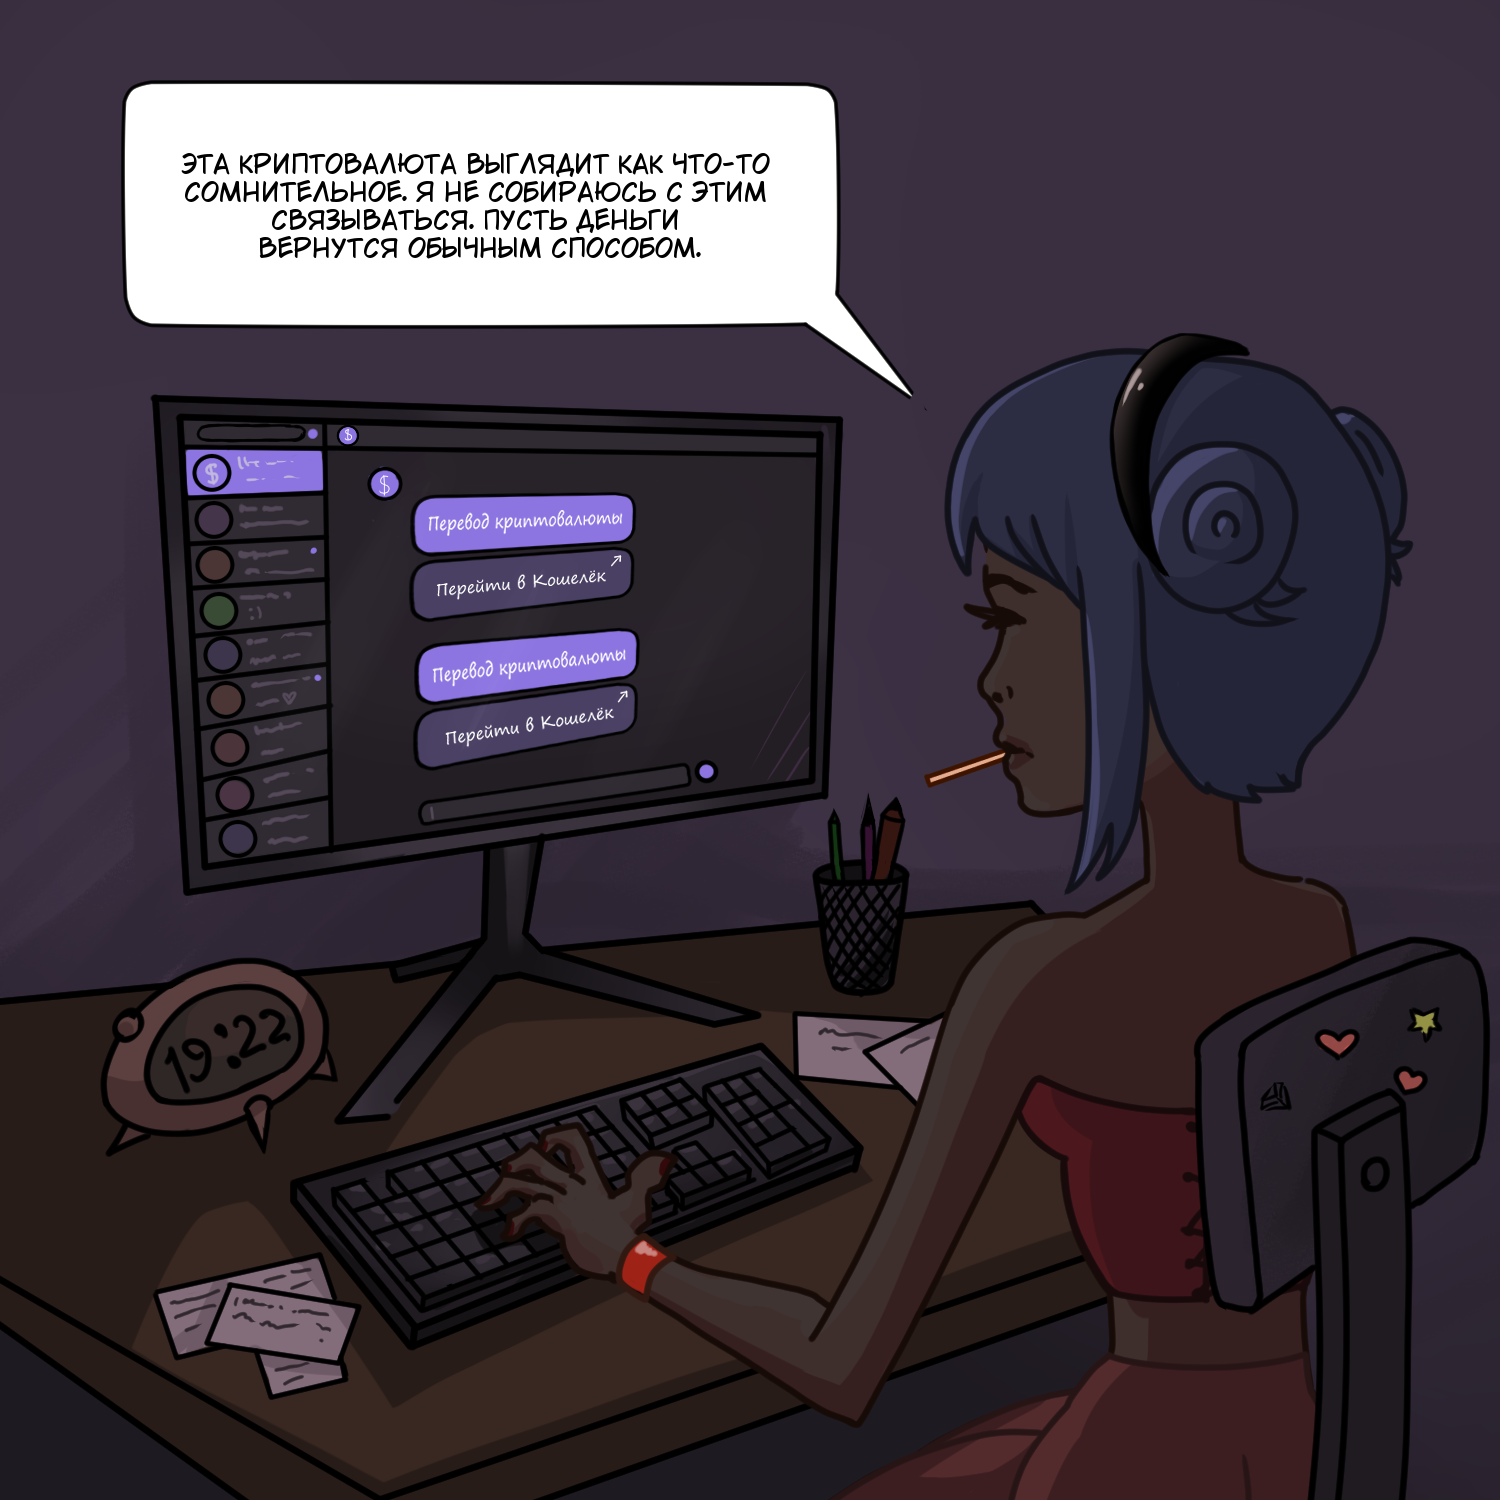 ЭТА КРИПТОВАЛЮТА ВЫГЛЯДИТ КАК ЧТО-ТО
СОМНИТЕЛЬНОЕ. Я НЕ СОБИРАЮСЬ С ЭТИМ
СВЯЗЫВАТЬСЯ. ПУСТЬ ДЕНЬГИ
ВЕРНУТСЯ ОБЫЧНЫМ СПОСОБОМ.
$
$
$
Перевод криптовалюты
Перейти в Кошелёк
:)
Перевод криптовалюты
Перейти в Кошелёк
19:22